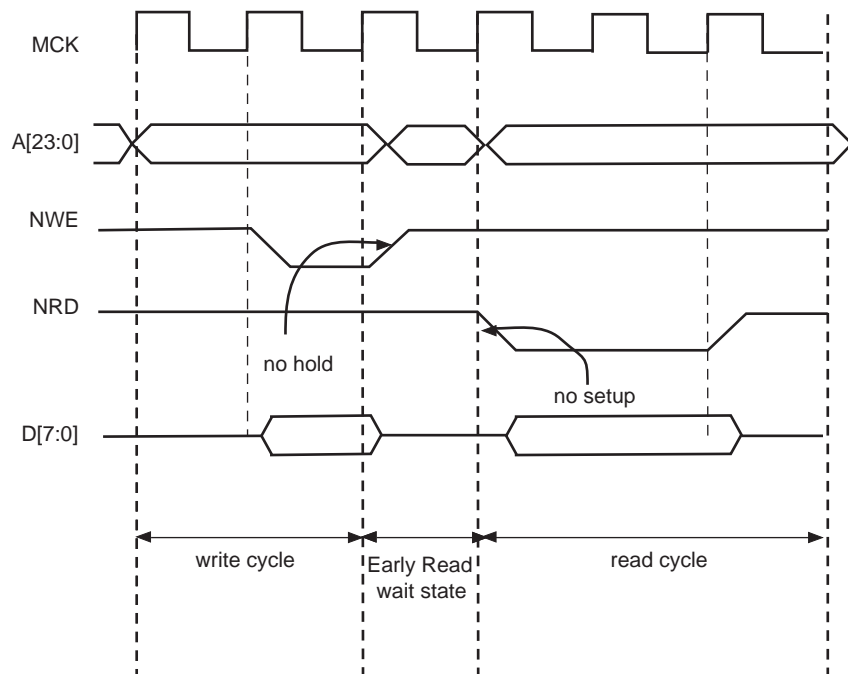 MCK
A[23:0]
NWE
NRD
no hold
no setup
D[7:0]
write cycle
Early Read
wait state
read cycle